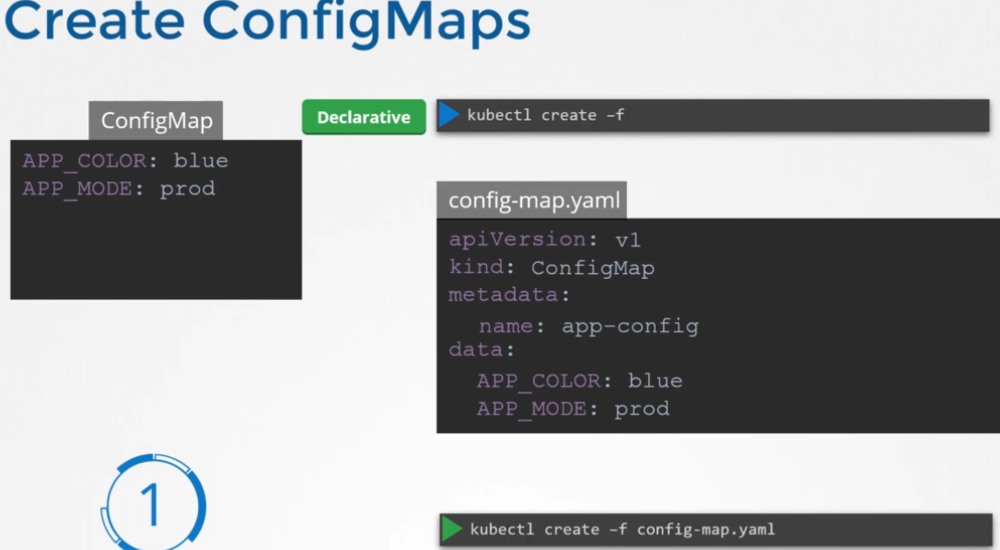 Create ConfigMaps
ConfigMap
APP_COLOR: blue
APP_MODE: prod
Declarative
kubectl create –f
config-map.yaml
apiVersion: v1
kind: ConfigMap
metadata:
name: app-config
data:
APP_COLOR: blue
APP_MODE: prod
1
kubectl create –f config-map.yaml